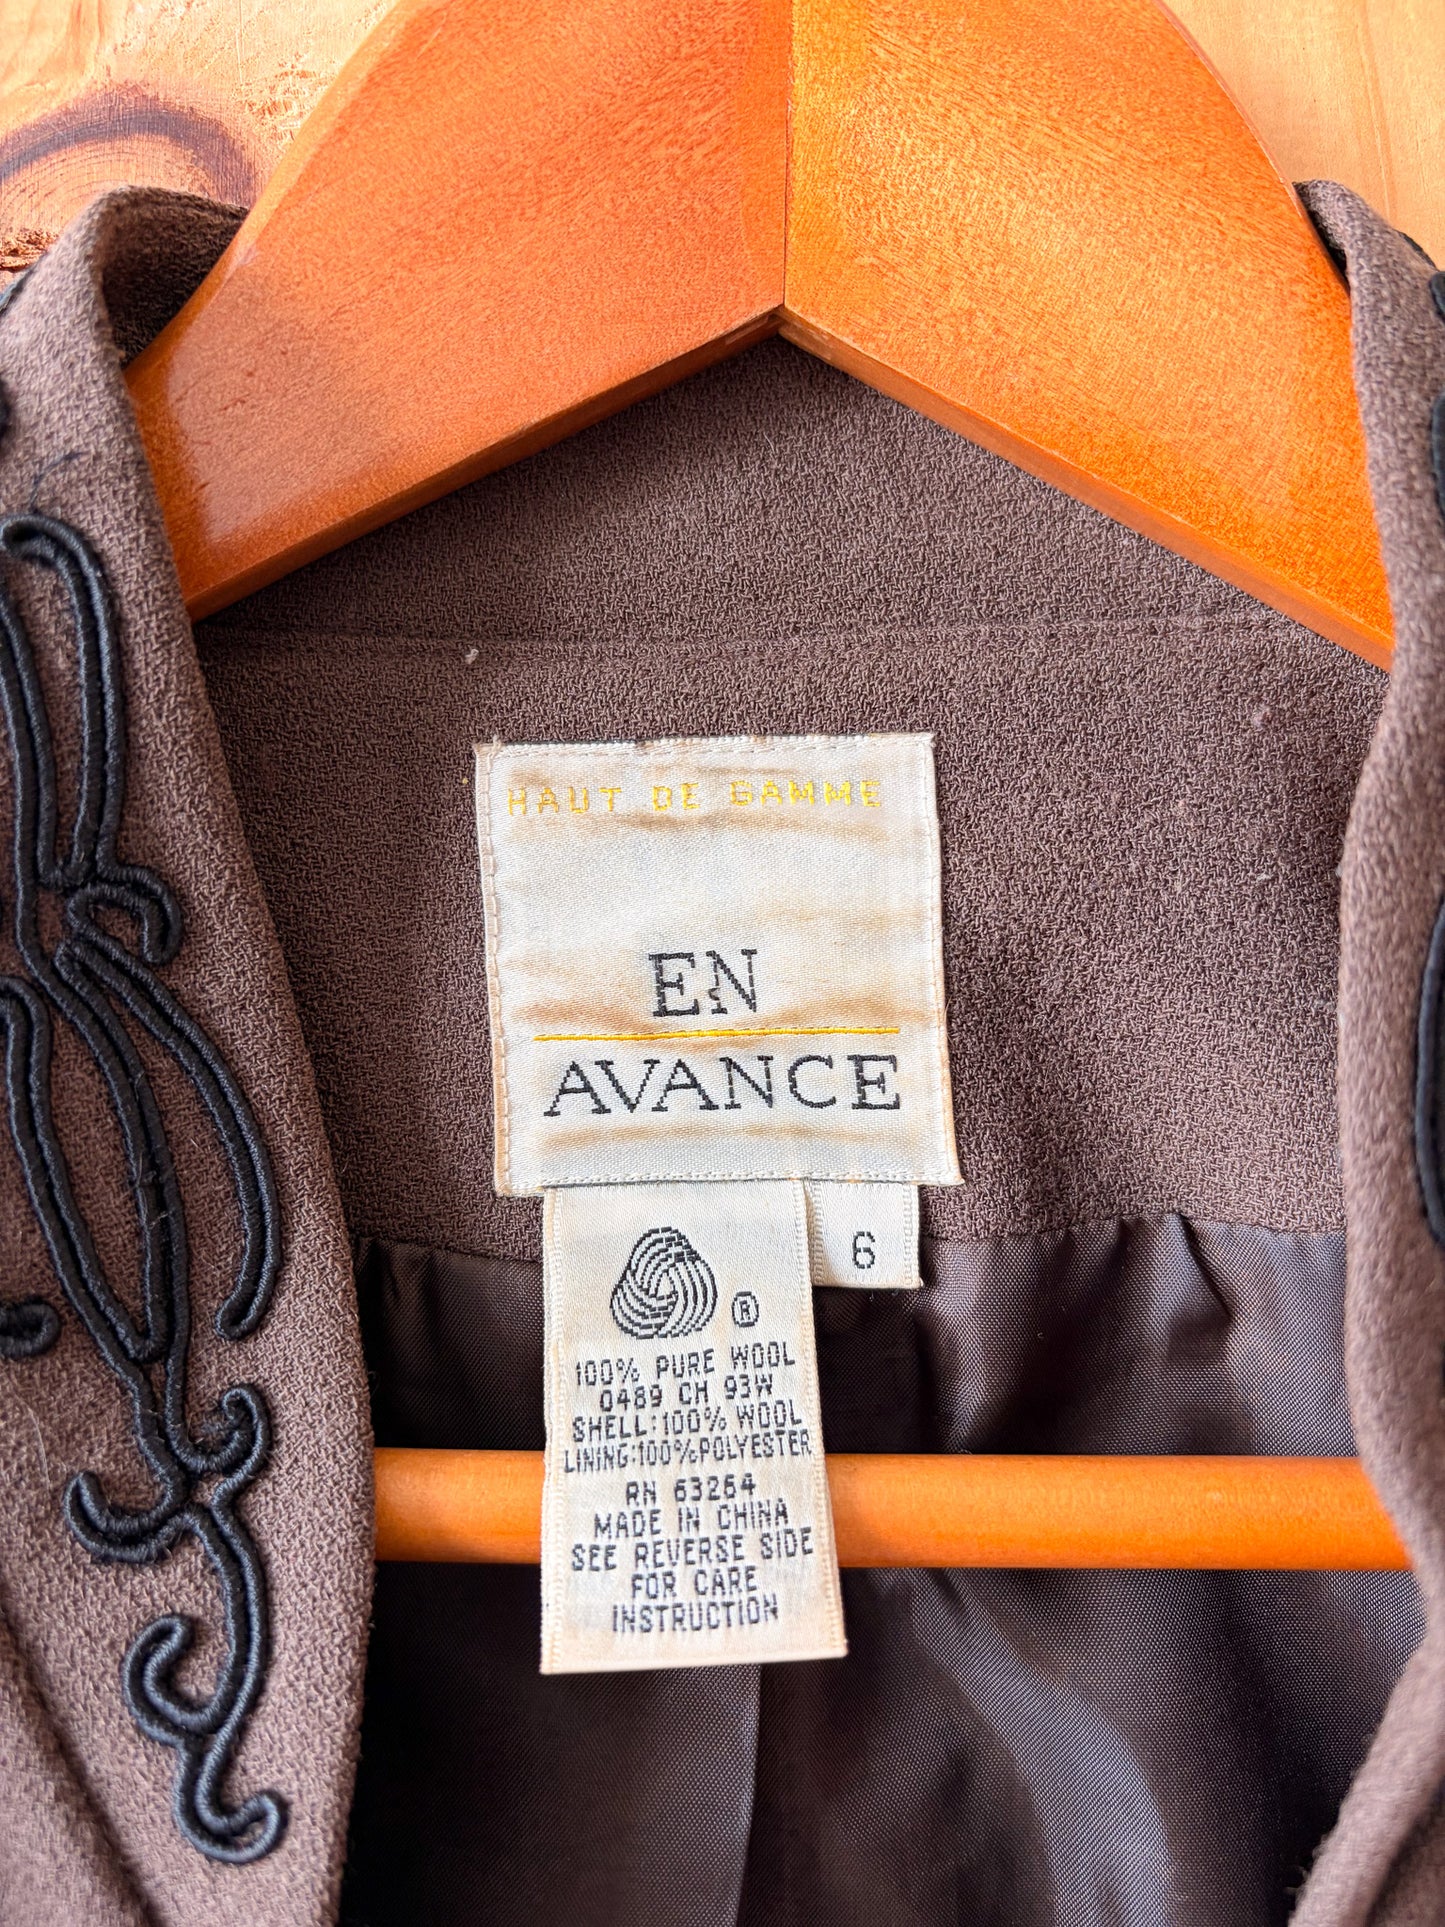 HAUT DE GAMME
EN
AVANCE
6
®
100% PURE WOOL
0489 CH 93W
SHELL:100% WOOL
LINING:100%POLYESTER
RN 63264
MADE IN CHINA
SEE REVERSE SIDE
FOR CARE
INSTRUCTION